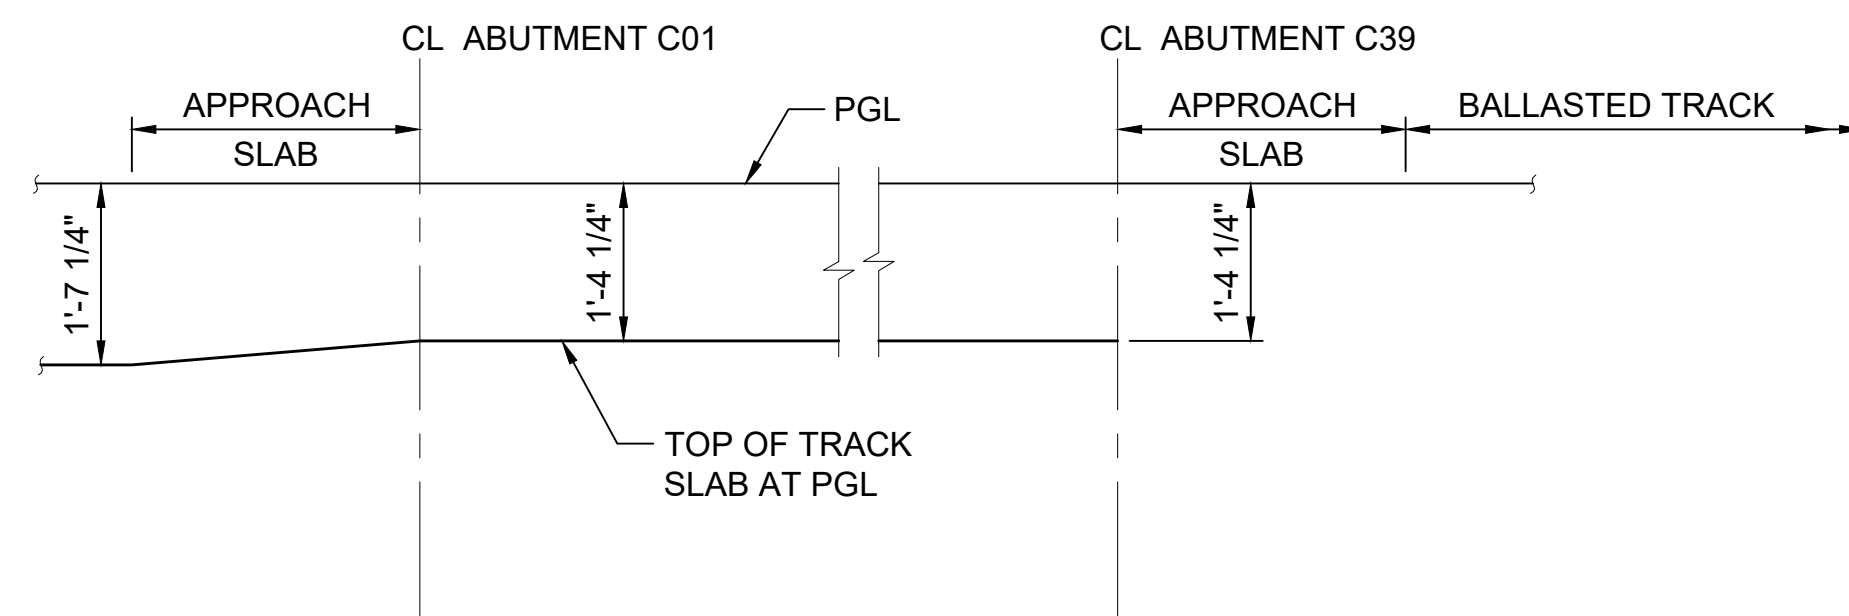 CL ABUTMENT C01
CL ABUTMENT C39
APPROACH
SLAB
PGL
APPROACH
SLAB
BALLASTED TRACK
1'-7 1/4"
1'-4 1/4"
1'-4 1/4"
TOP OF TRACK
SLAB AT PGL